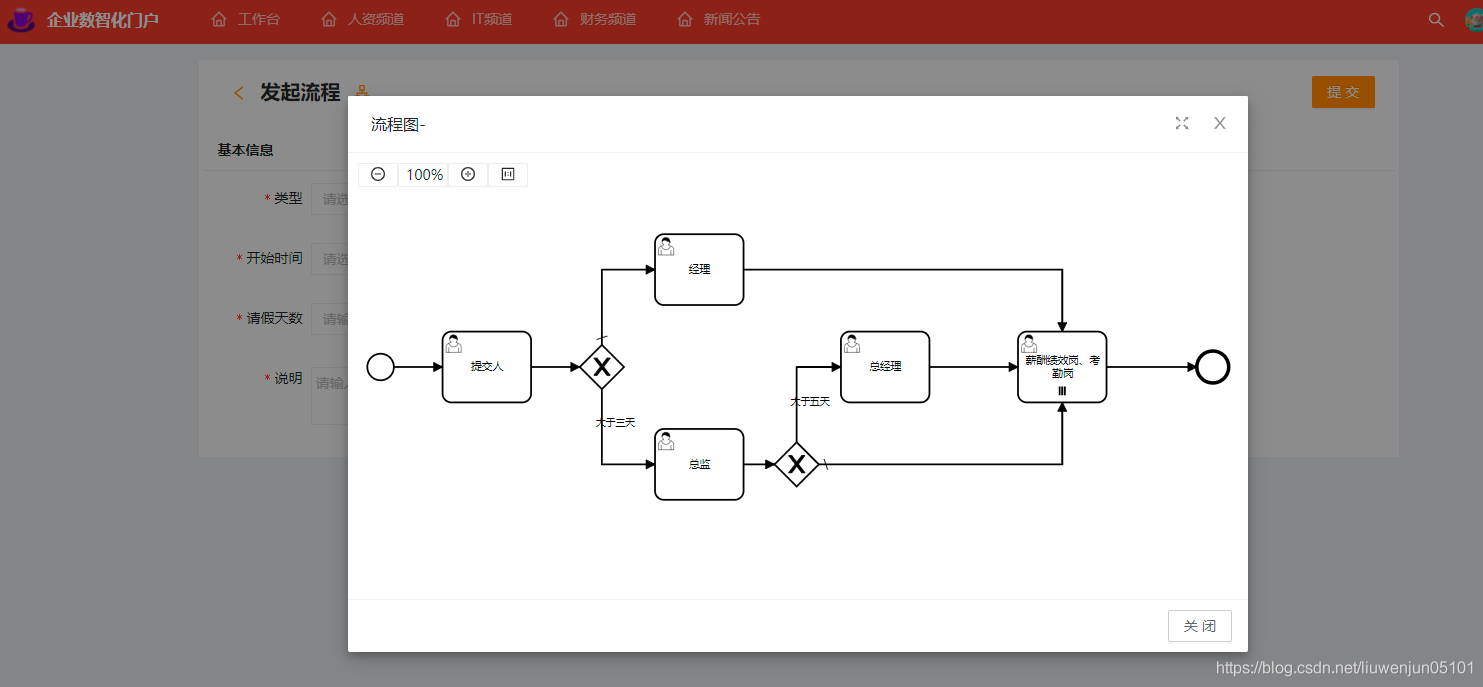 企业数智化门户
工作台
人资频道
IT频道
财务频道
新闻公告
发起流程
提 交
基本信息
* 类型
请选
* 开始时间
请选
* 请假天数
请输
* 说明
请输入
流程图-
100%
经理
提交人
大于三天
总监
大于五天
总经理
薪酬绩效岗、考
勤岗
关 闭
https://blog.csdn.net/liuwenjun05101